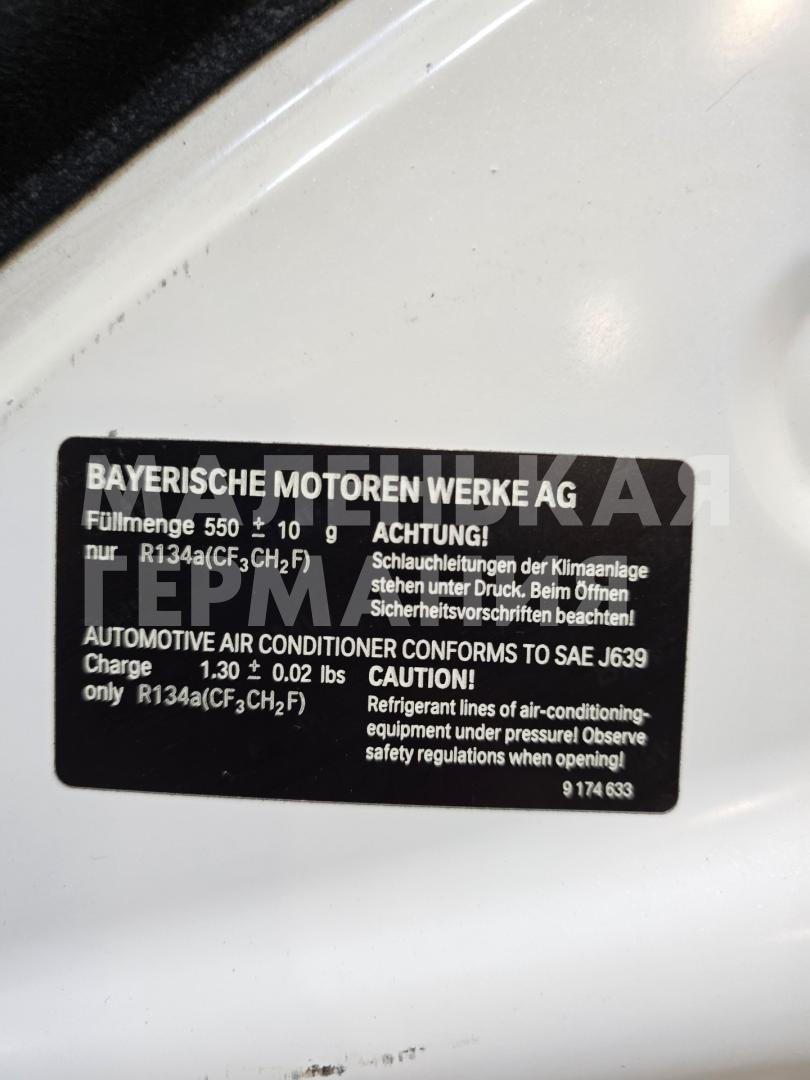 BAYERISCHE MOTOREN WERKE AG
Füllmenge 550 ± 10 g
nur R134a(CF₃CH₂F)
ACHTUNG!
Schlauchleitungen der Klimaanlage
stehen unter Druck. Beim Öffnen
Sicherheitsvorschriften beachten!
AUTOMOTIVE AIR CONDITIONER CONFORMS TO SAE J639
Charge 1.30 ± 0.02 lbs
only R134a(CF₃CH₂F)
CAUTION!
Refrigerant lines of air-conditioning-
equipment under pressure! Observe
safety regulations when opening!
9 174 633
МАЛЕНЬКАЯ
ГЕРМАНИЯ